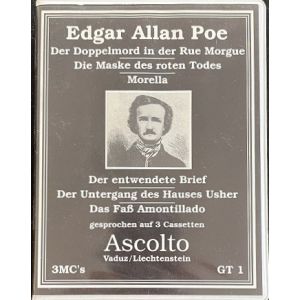 Edgar Allan Poe
Der Doppelmord in der Rue Morgue
Die Maske des roten Todes
Morella
Der entwendete Brief
Der Untergang des Hauses Usher
Das Faß Amontillado
gesprochen auf 3 Cassetten
Ascolto
Vaduz/Liechtenstein
3MC's GT 1